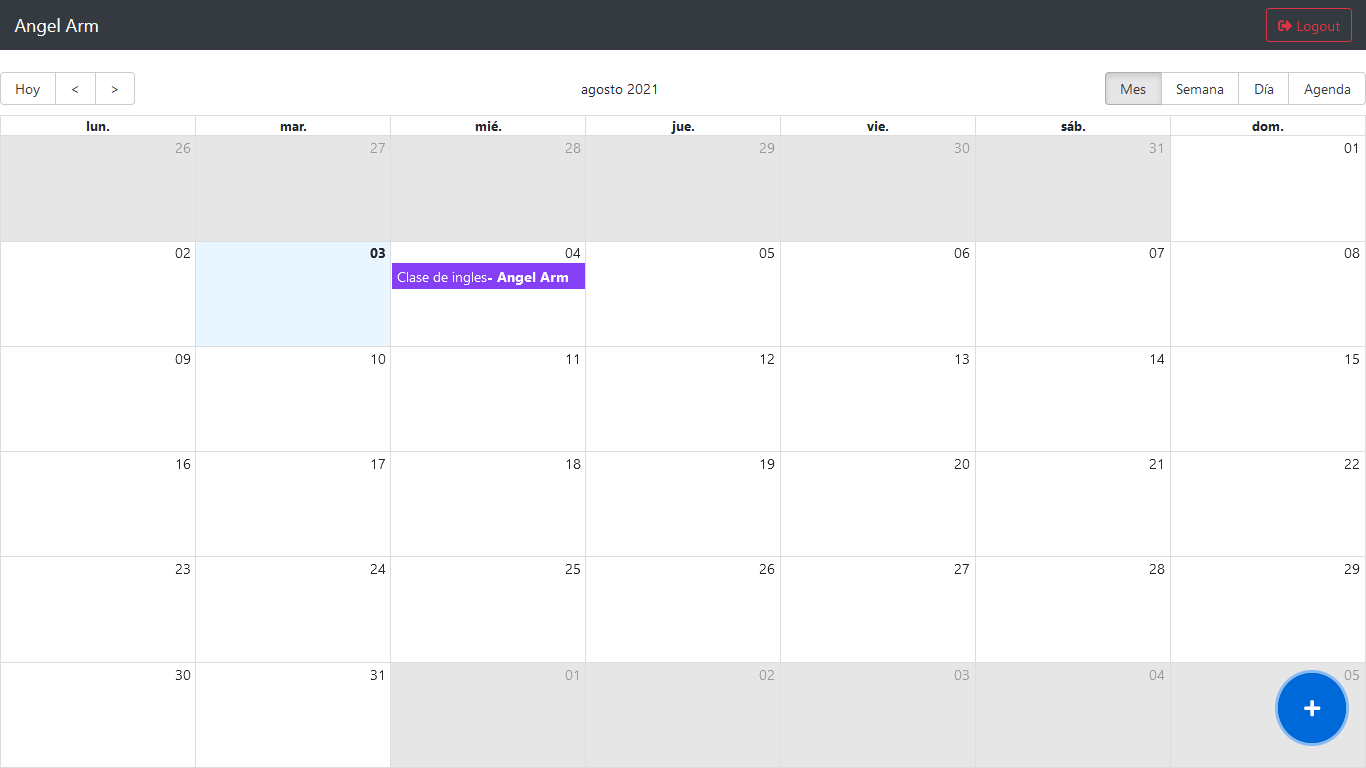 Angel Arm Logout
Hoy < > agosto 2021 Mes Semana Día Agenda
lun. mar. mié. jue. vie. sáb. dom.
26 27 28 29 30 31 01
02 03 04 05 06 07 08
Clase de ingles- Angel Arm
09 10 11 12 13 14 15
16 17 18 19 20 21 22
23 24 25 26 27 28 29
30 31 01 02 03 04 05
+